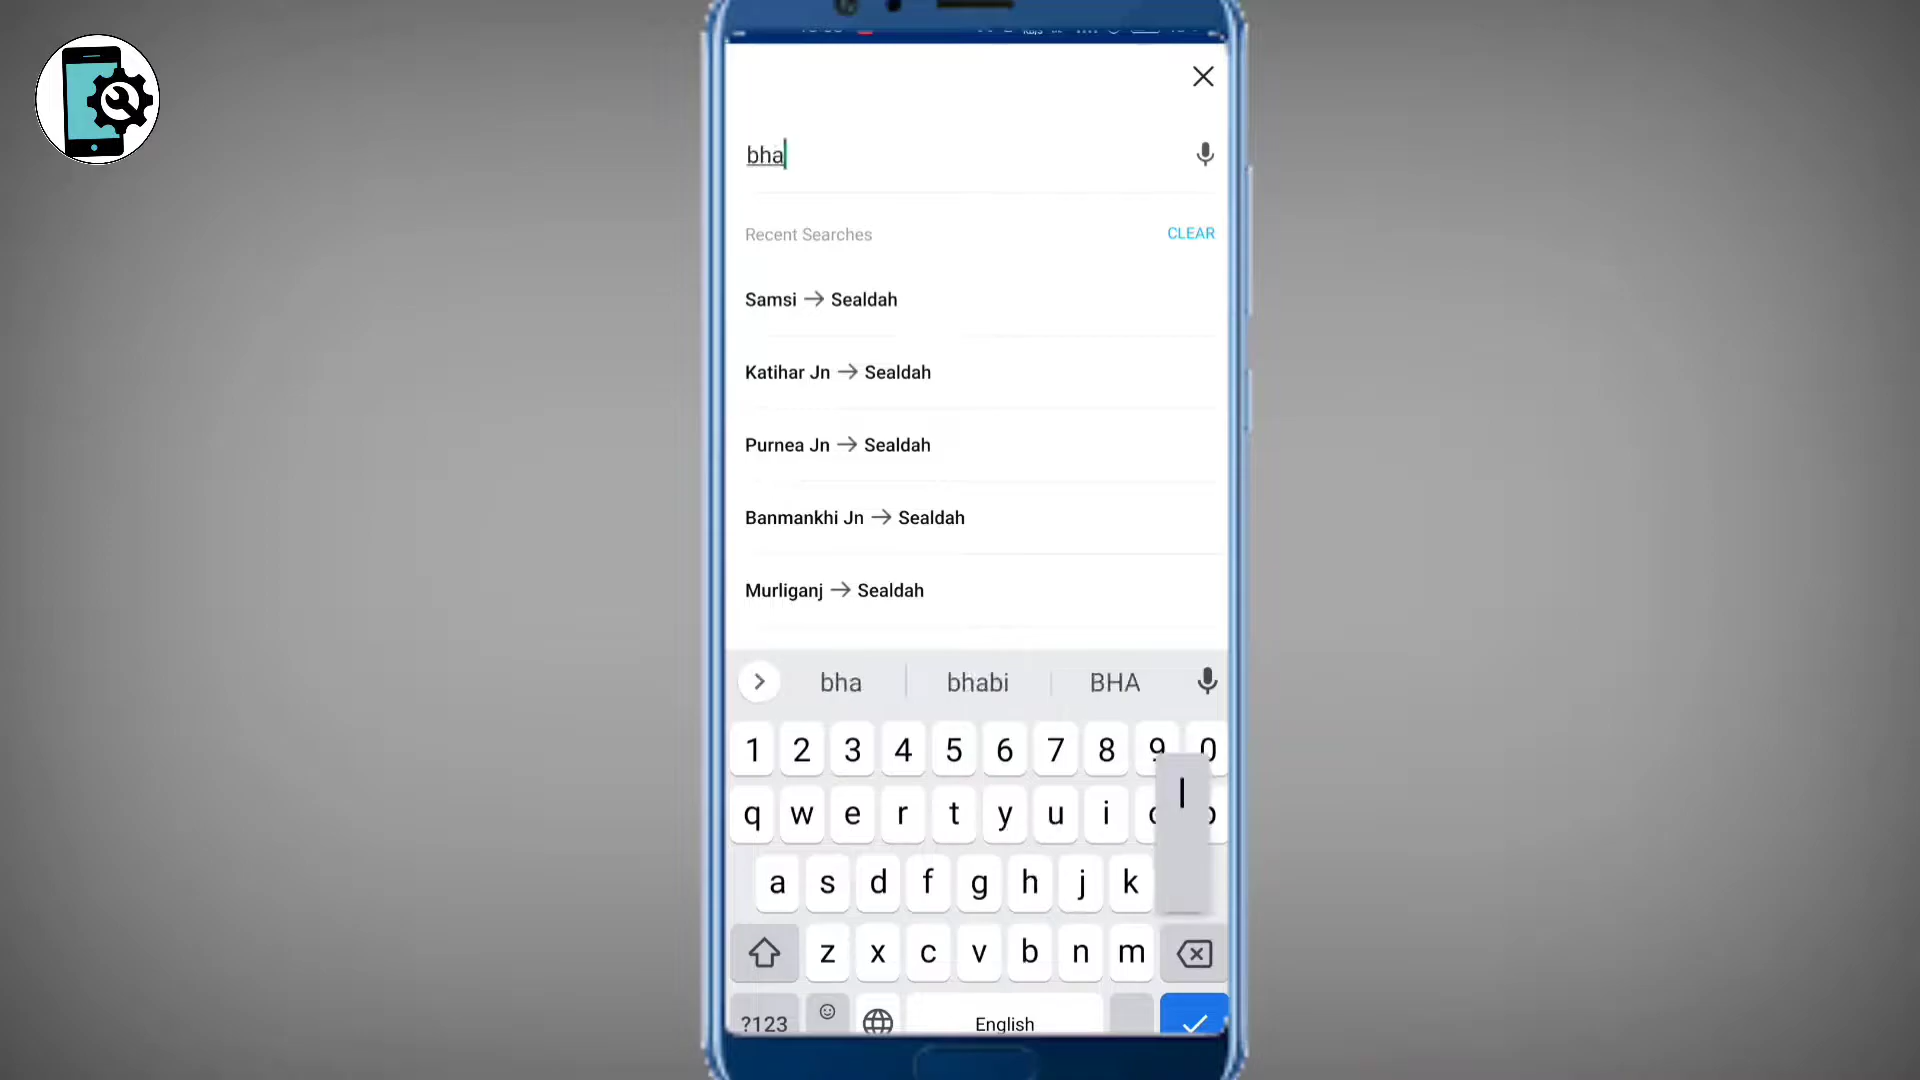 bha
Recent Searches CLEAR
Samsi → Sealdah
Katihar Jn → Sealdah
Purnea Jn → Sealdah
Banmankhi Jn → Sealdah
Murliganj → Sealdah
bha bhabi BHA
1 2 3 4 5 6 7 8 9 0
q w e r t y u i
a s d f g h j k l
z x c v b n m
?123 English